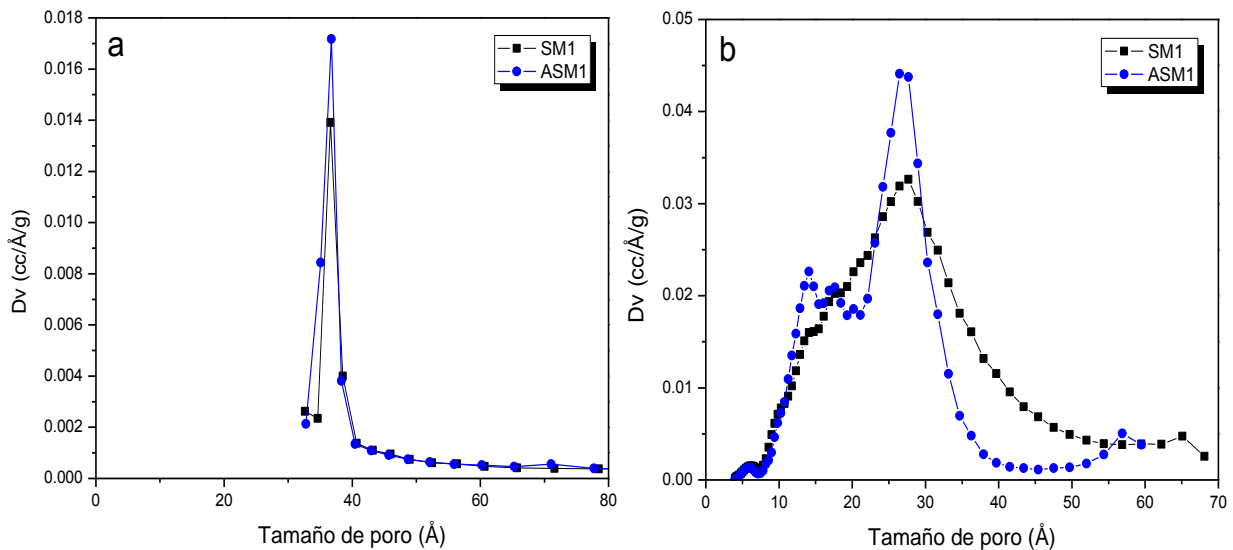 a
SM1
ASM1
0.018
0.016
0.014
0.012
0.010
0.008
0.006
0.004
0.002
0.000
Dv (cc/Å/g)
0 20 40 60 80
Tamaño de poro (Å)
b
SM1
ASM1
0.05
0.04
0.03
0.02
0.01
0.00
Dv (cc/Å/g)
0 10 20 30 40 50 60 70
Tamaño de poro (Å)